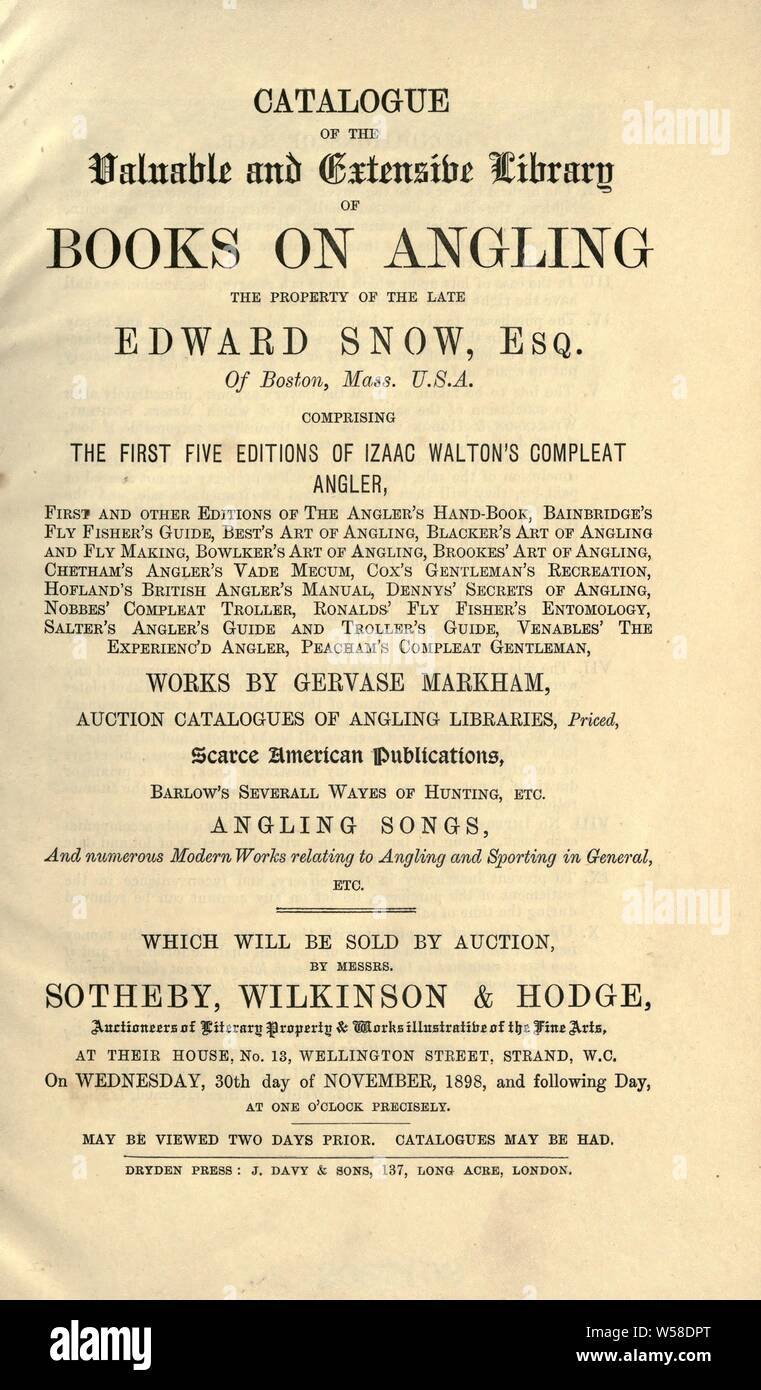 CATALOGUE
OF THE
Valuable and Extensive Library
OF
BOOKS ON ANGLING
THE PROPERTY OF THE LATE
EDWARD SNOW, ESQ.
Of Boston, Mass. U.S.A.
COMPRISING
THE FIRST FIVE EDITIONS OF IZAAC WALTON'S COMPLEAT
ANGLER,
FIRST AND OTHER EDITIONS OF THE ANGLER'S HAND-BOOK, BAINBRIDGE'S
FLY FISHER'S GUIDE, BEST'S ART OF ANGLING, BLACKER'S ART OF ANGLING
AND FLY MAKING, BOWLKER'S ART OF ANGLING, BROOKES' ART OF ANGLING,
CHETHAM'S ANGLER'S VADE MECUM, COX'S GENTLEMAN'S RECREATION,
HOFLAND'S BRITISH ANGLER'S MANUAL, DENNYS' SECRETS OF ANGLING,
NOBBES' COMPLEAT TROLLER, RONALDS' FLY FISHER'S ENTOMOLOGY,
SALTER'S ANGLER'S GUIDE AND TROLLER'S GUIDE, VENABLES' THE
EXPERIENC'D ANGLER, PEACHAM'S COMPLEAT GENTLEMAN,
WORKS BY GERVASE MARKHAM,
AUCTION CATALOGUES OF ANGLING LIBRARIES, Priced,
Scarce American Publications,
BARLOW'S SEVERALL WAYES OF HUNTING, ETC.
ANGLING SONGS,
And numerous Modern Works relating to Angling and Sporting in General,
ETC.
WHICH WILL BE SOLD BY AUCTION,
BY MESSRS.
SOTHEBY, WILKINSON & HODGE,
Auctioneers of Literary Property & Works illustrative of the Fine Arts,
AT THEIR HOUSE, No. 13, WELLINGTON STREET, STRAND, W.C.
On WEDNESDAY, 30th day of NOVEMBER, 1898, and following Day,
AT ONE O'CLOCK PRECISELY.
MAY BE VIEWED TWO DAYS PRIOR. CATALOGUES MAY BE HAD.
DRYDEN PRESS: J. DAVY & SONS, 137, LONG ACRE, LONDON.
alamy
alamy
alamy
a alamy
Image ID: W58DPT
www.alamy.com